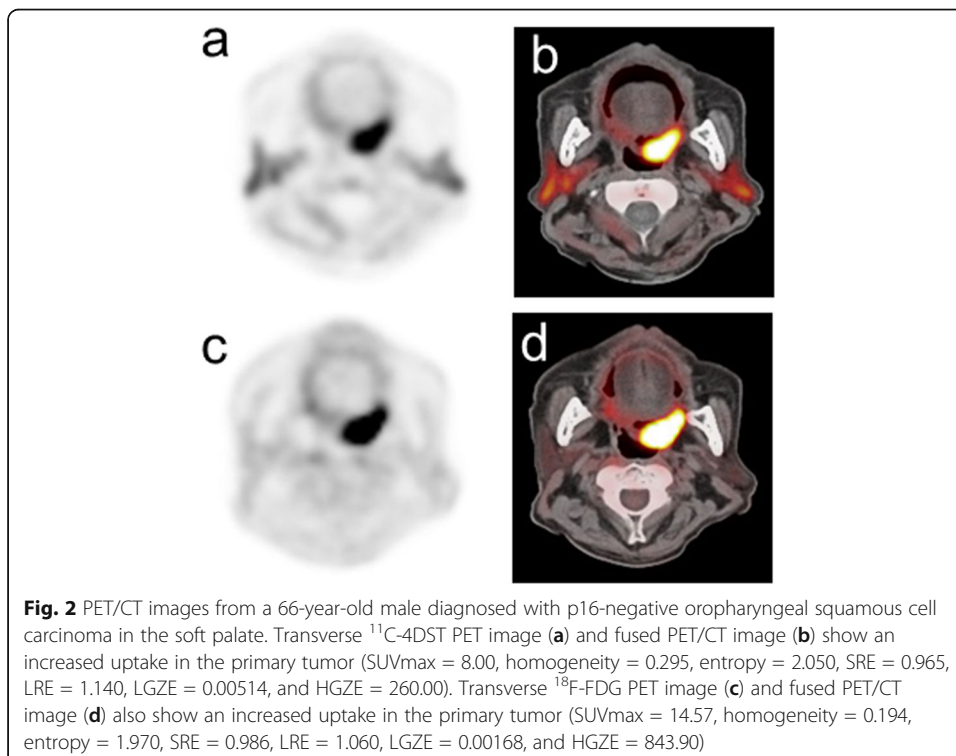 a
b
c
d
Fig. 2 PET/CT images from a 66-year-old male diagnosed with p16-negative oropharyngeal squamous cell
carcinoma in the soft palate. Transverse ¹¹C-4DST PET image (a) and fused PET/CT image (b) show an
increased uptake in the primary tumor (SUVmax = 8.00, homogeneity = 0.295, entropy = 2.050, SRE = 0.965,
LRE = 1.140, LGZE = 0.00514, and HGZE = 260.00). Transverse ¹⁸F-FDG PET image (c) and fused PET/CT
image (d) also show an increased uptake in the primary tumor (SUVmax = 14.57, homogeneity = 0.194,
entropy = 1.970, SRE = 0.986, LRE = 1.060, LGZE = 0.00168, and HGZE = 843.90)